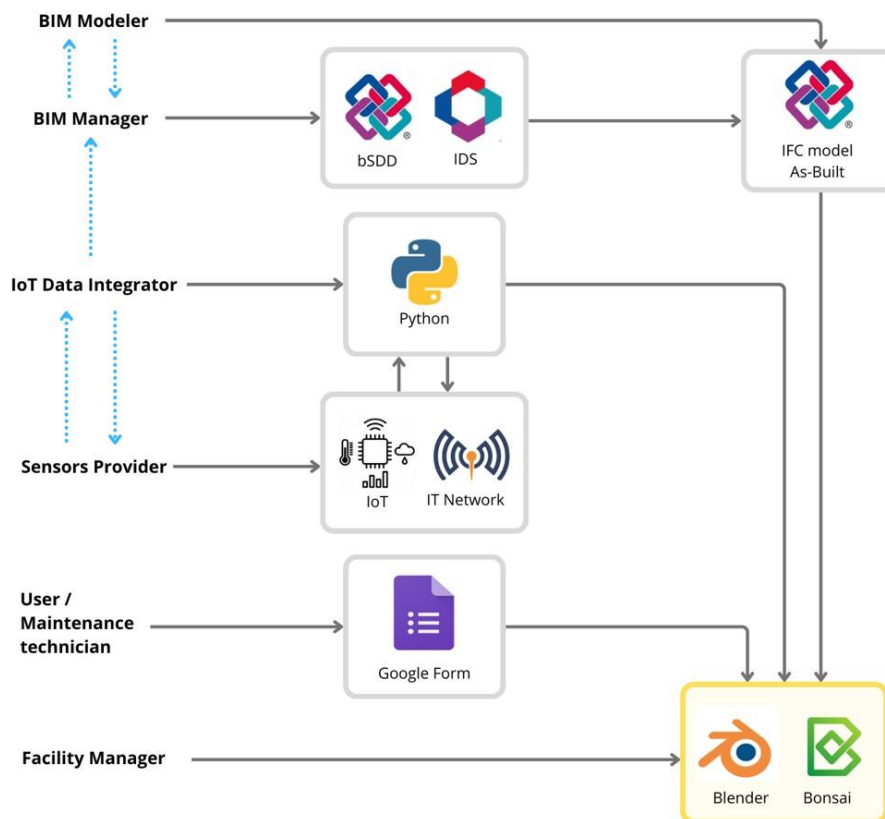 BIM Modeler
BIM Manager
bSDD
®
IDS
®
IFC model
As-Built
IoT Data Integrator
Python
Sensors Provider
IoT
IT Network
User /
Maintenance
technician
Google Form
Facility Manager
Blender
Bonsai